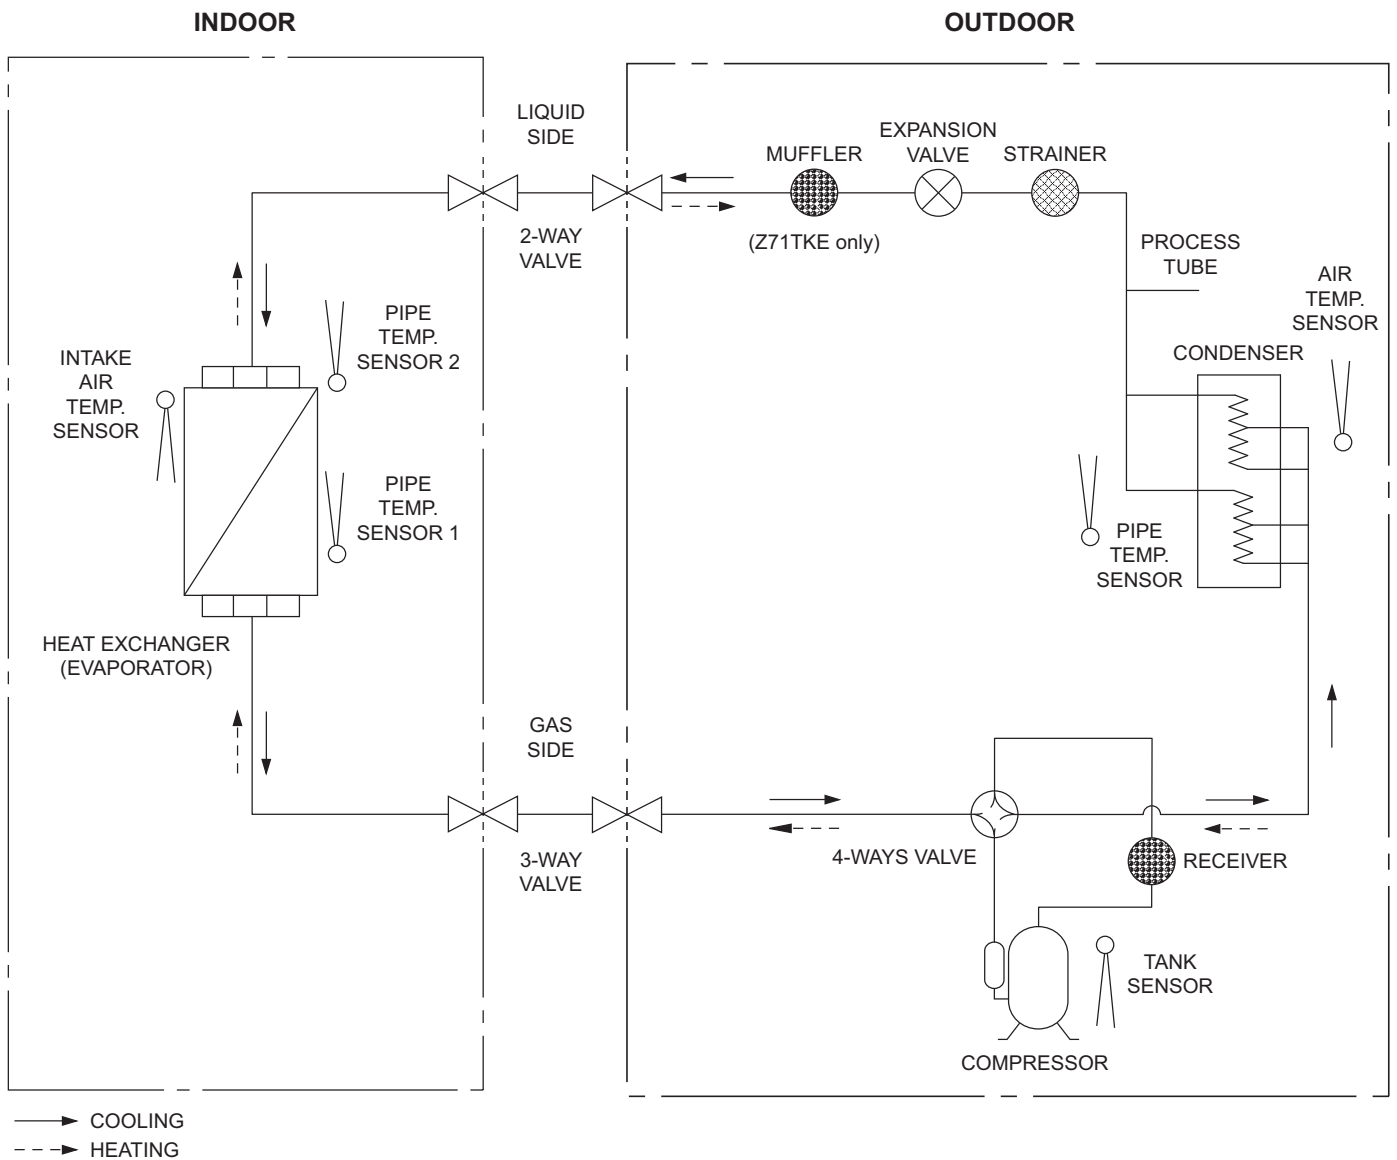 INDOOR
OUTDOOR
LIQUID
SIDE
MUFFLER
EXPANSION
VALVE
STRAINER
2-WAY
VALVE
(Z71TKE only)
PROCESS
TUBE
AIR
TEMP.
SENSOR
CONDENSER
PIPE
TEMP.
SENSOR 2
INTAKE
AIR
TEMP.
SENSOR
PIPE
TEMP.
SENSOR 1
PIPE
TEMP.
SENSOR
HEAT EXCHANGER
(EVAPORATOR)
GAS
SIDE
3-WAY
VALVE
4-WAYS VALVE
RECEIVER
TANK
SENSOR
COMPRESSOR
COOLING
HEATING